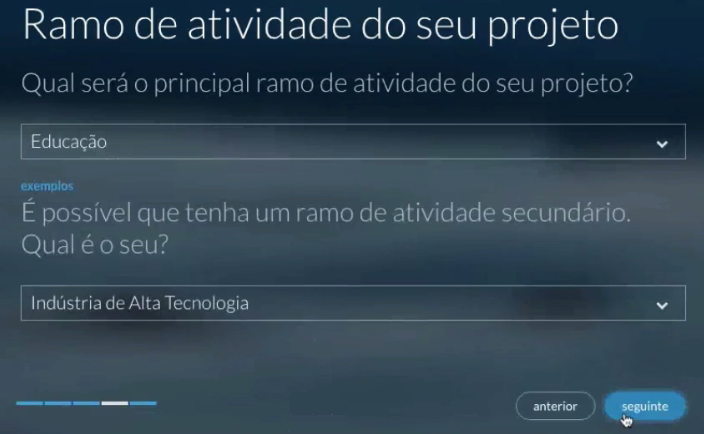 Ramo de atividade do seu projeto
Qual será o principal ramo de atividade do seu projeto?
Educação
exemplos
É possível que tenha um ramo de atividade secundário.
Qual é o seu?
Indústria de Alta Tecnologia
anterior
seguinte